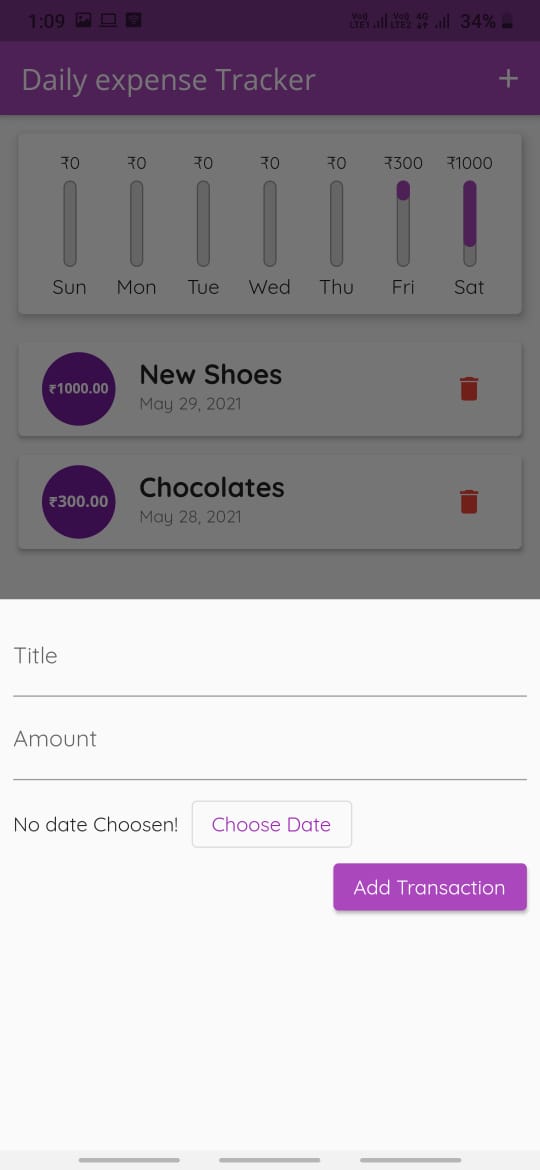 1:09 Voj) LTE1 Voj) LTE2 4G 34%
Daily expense Tracker +
₹0 ₹0 ₹0 ₹0 ₹0 ₹300 ₹1000
Sun Mon Tue Wed Thu Fri Sat
₹1000.00 New Shoes
May 29, 2021
₹300.00 Chocolates
May 28, 2021
Title
Amount
No date Choosen! Choose Date
Add Transaction